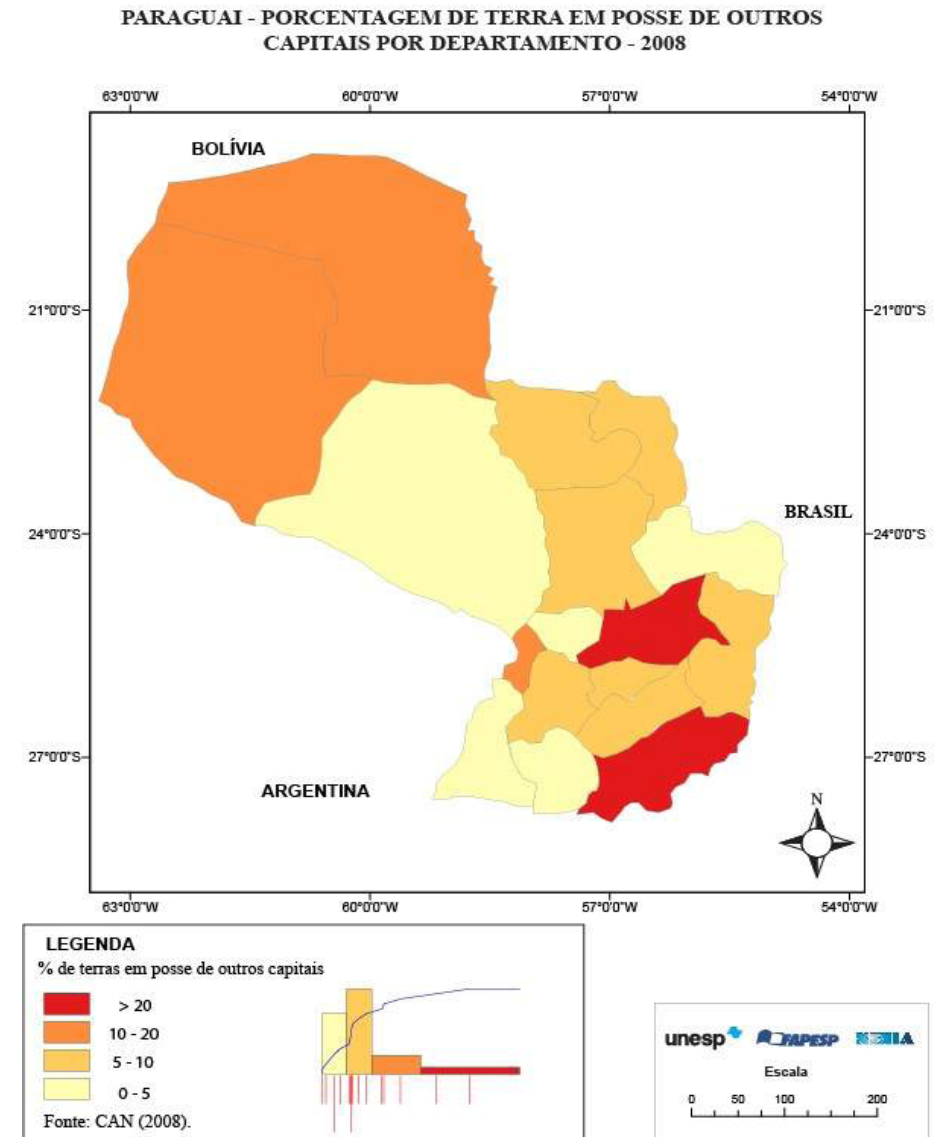 PARAGUAI - PORCENTAGEM DE TERRA EM POSSE DE OUTROS
CAPITAIS POR DEPARTAMENTO - 2008
63°0'0"W 60°0'0"W 57°0'0"W 54°0'0"W
BOLÍVIA
21°0'0"S 21°0'0"S
BRASIL
24°0'0"S 24°0'0"S
27°0'0"S 27°0'0"S
ARGENTINA
N
63°0'0"W 60°0'0"W 57°0'0"W 54°0'0"W
LEGENDA
% de terras em posse de outros capitais
> 20
10 - 20
5 - 10
0 - 5
Fonte: CAN (2008).
unesp FAPESP
Escala
0 50 100 200